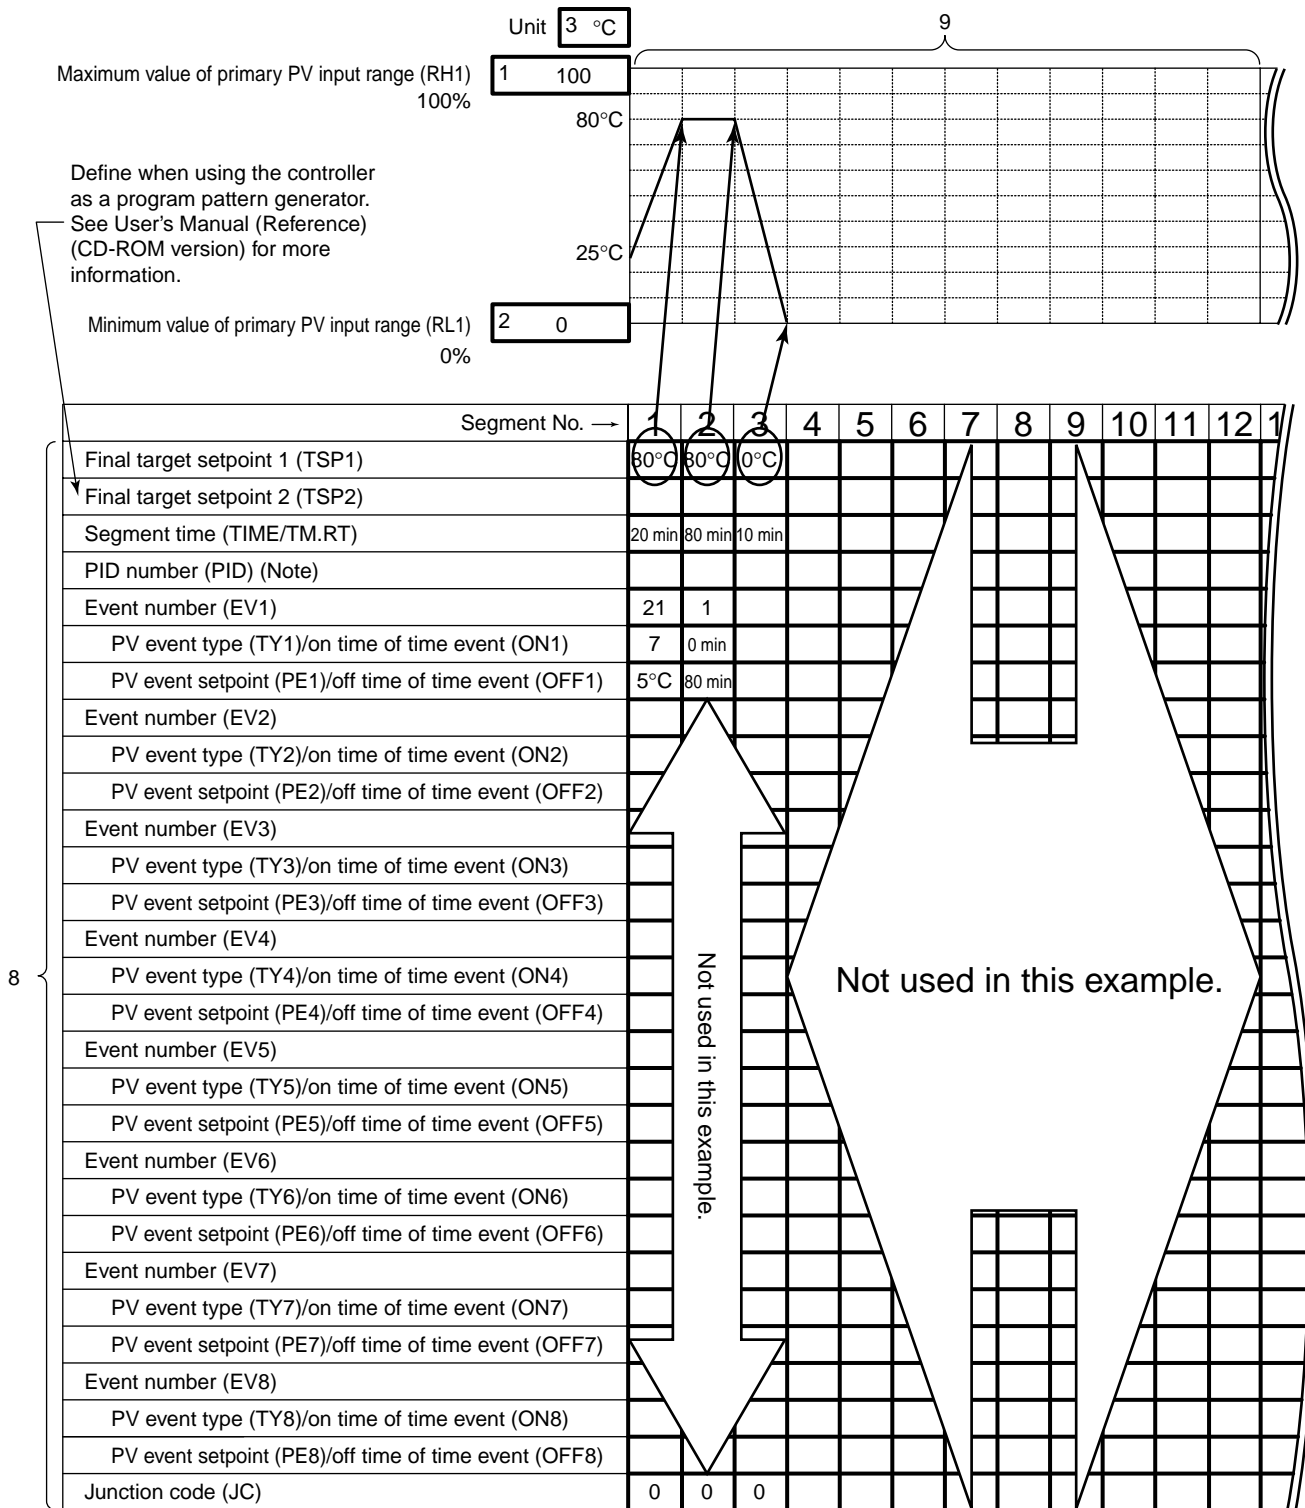 Unit 3 °C
9
Maximum value of primary PV input range (RH1) 1 100
100%
80°C
Define when using the controller
as a program pattern generator.
See User's Manual (Reference)
(CD-ROM version) for more
information.
25°C
Minimum value of primary PV input range (RL1) 2 0
0%
Segment No. → 1 2 3 4 5 6 7 8 9 10 11 12 1
8
Final target setpoint 1 (TSP1) 80°C 80°C 0°C
Final target setpoint 2 (TSP2)
Segment time (TIME/TM.RT) 20 min 80 min 10 min
PID number (PID) (Note)
Event number (EV1) 21 1
PV event type (TY1)/on time of time event (ON1) 7 0 min
PV event setpoint (PE1)/off time of time event (OFF1) 5°C 80 min
Event number (EV2)
PV event type (TY2)/on time of time event (ON2)
PV event setpoint (PE2)/off time of time event (OFF2)
Event number (EV3)
PV event type (TY3)/on time of time event (ON3)
PV event setpoint (PE3)/off time of time event (OFF3)
Event number (EV4)
PV event type (TY4)/on time of time event (ON4)
PV event setpoint (PE4)/off time of time event (OFF4)
Event number (EV5)
PV event type (TY5)/on time of time event (ON5)
PV event setpoint (PE5)/off time of time event (OFF5)
Event number (EV6)
PV event type (TY6)/on time of time event (ON6)
PV event setpoint (PE6)/off time of time event (OFF6)
Event number (EV7)
PV event type (TY7)/on time of time event (ON7)
PV event setpoint (PE7)/off time of time event (OFF7)
Event number (EV8)
PV event type (TY8)/on time of time event (ON8)
PV event setpoint (PE8)/off time of time event (OFF8)
Junction code (JC) 0 0 0
Not used in this example.
Not used in this example.